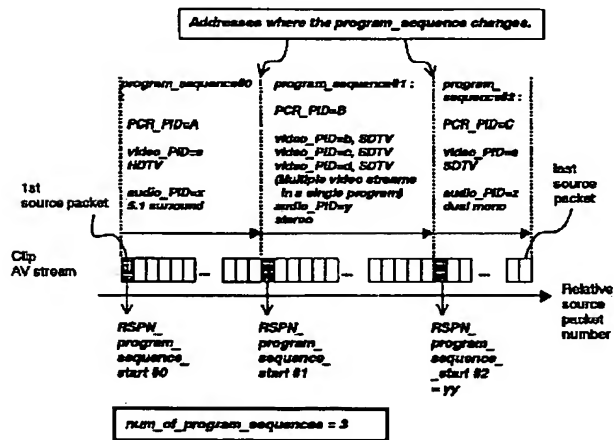 Addresses where the program_sequence changes.
program_sequence#0
PCR_PID=A
video_PID=a
HDTV
audio_PID=x
5.1 surround
program_sequence#1 :
PCR_PID=B
video_PID=b, SDTV
video_PID=c, SDTV
video_PID=d, SDTV
(Multiple video streams
in a single program)
audio_PID=y
stereo
program_
sequence#2 :
PCR_PID=C
video_PID=e
SDTV
audio_PID=z
dual mono
1st
source packet
last
source
packet
Clip
AV stream
Relative
source
packet
number
RSPN_
program_
sequence_
start #0
RSPN_
program_
sequence_
start #1
RSPN_
program_
sequence
_start #2
= yy
num_of_program_sequences = 3